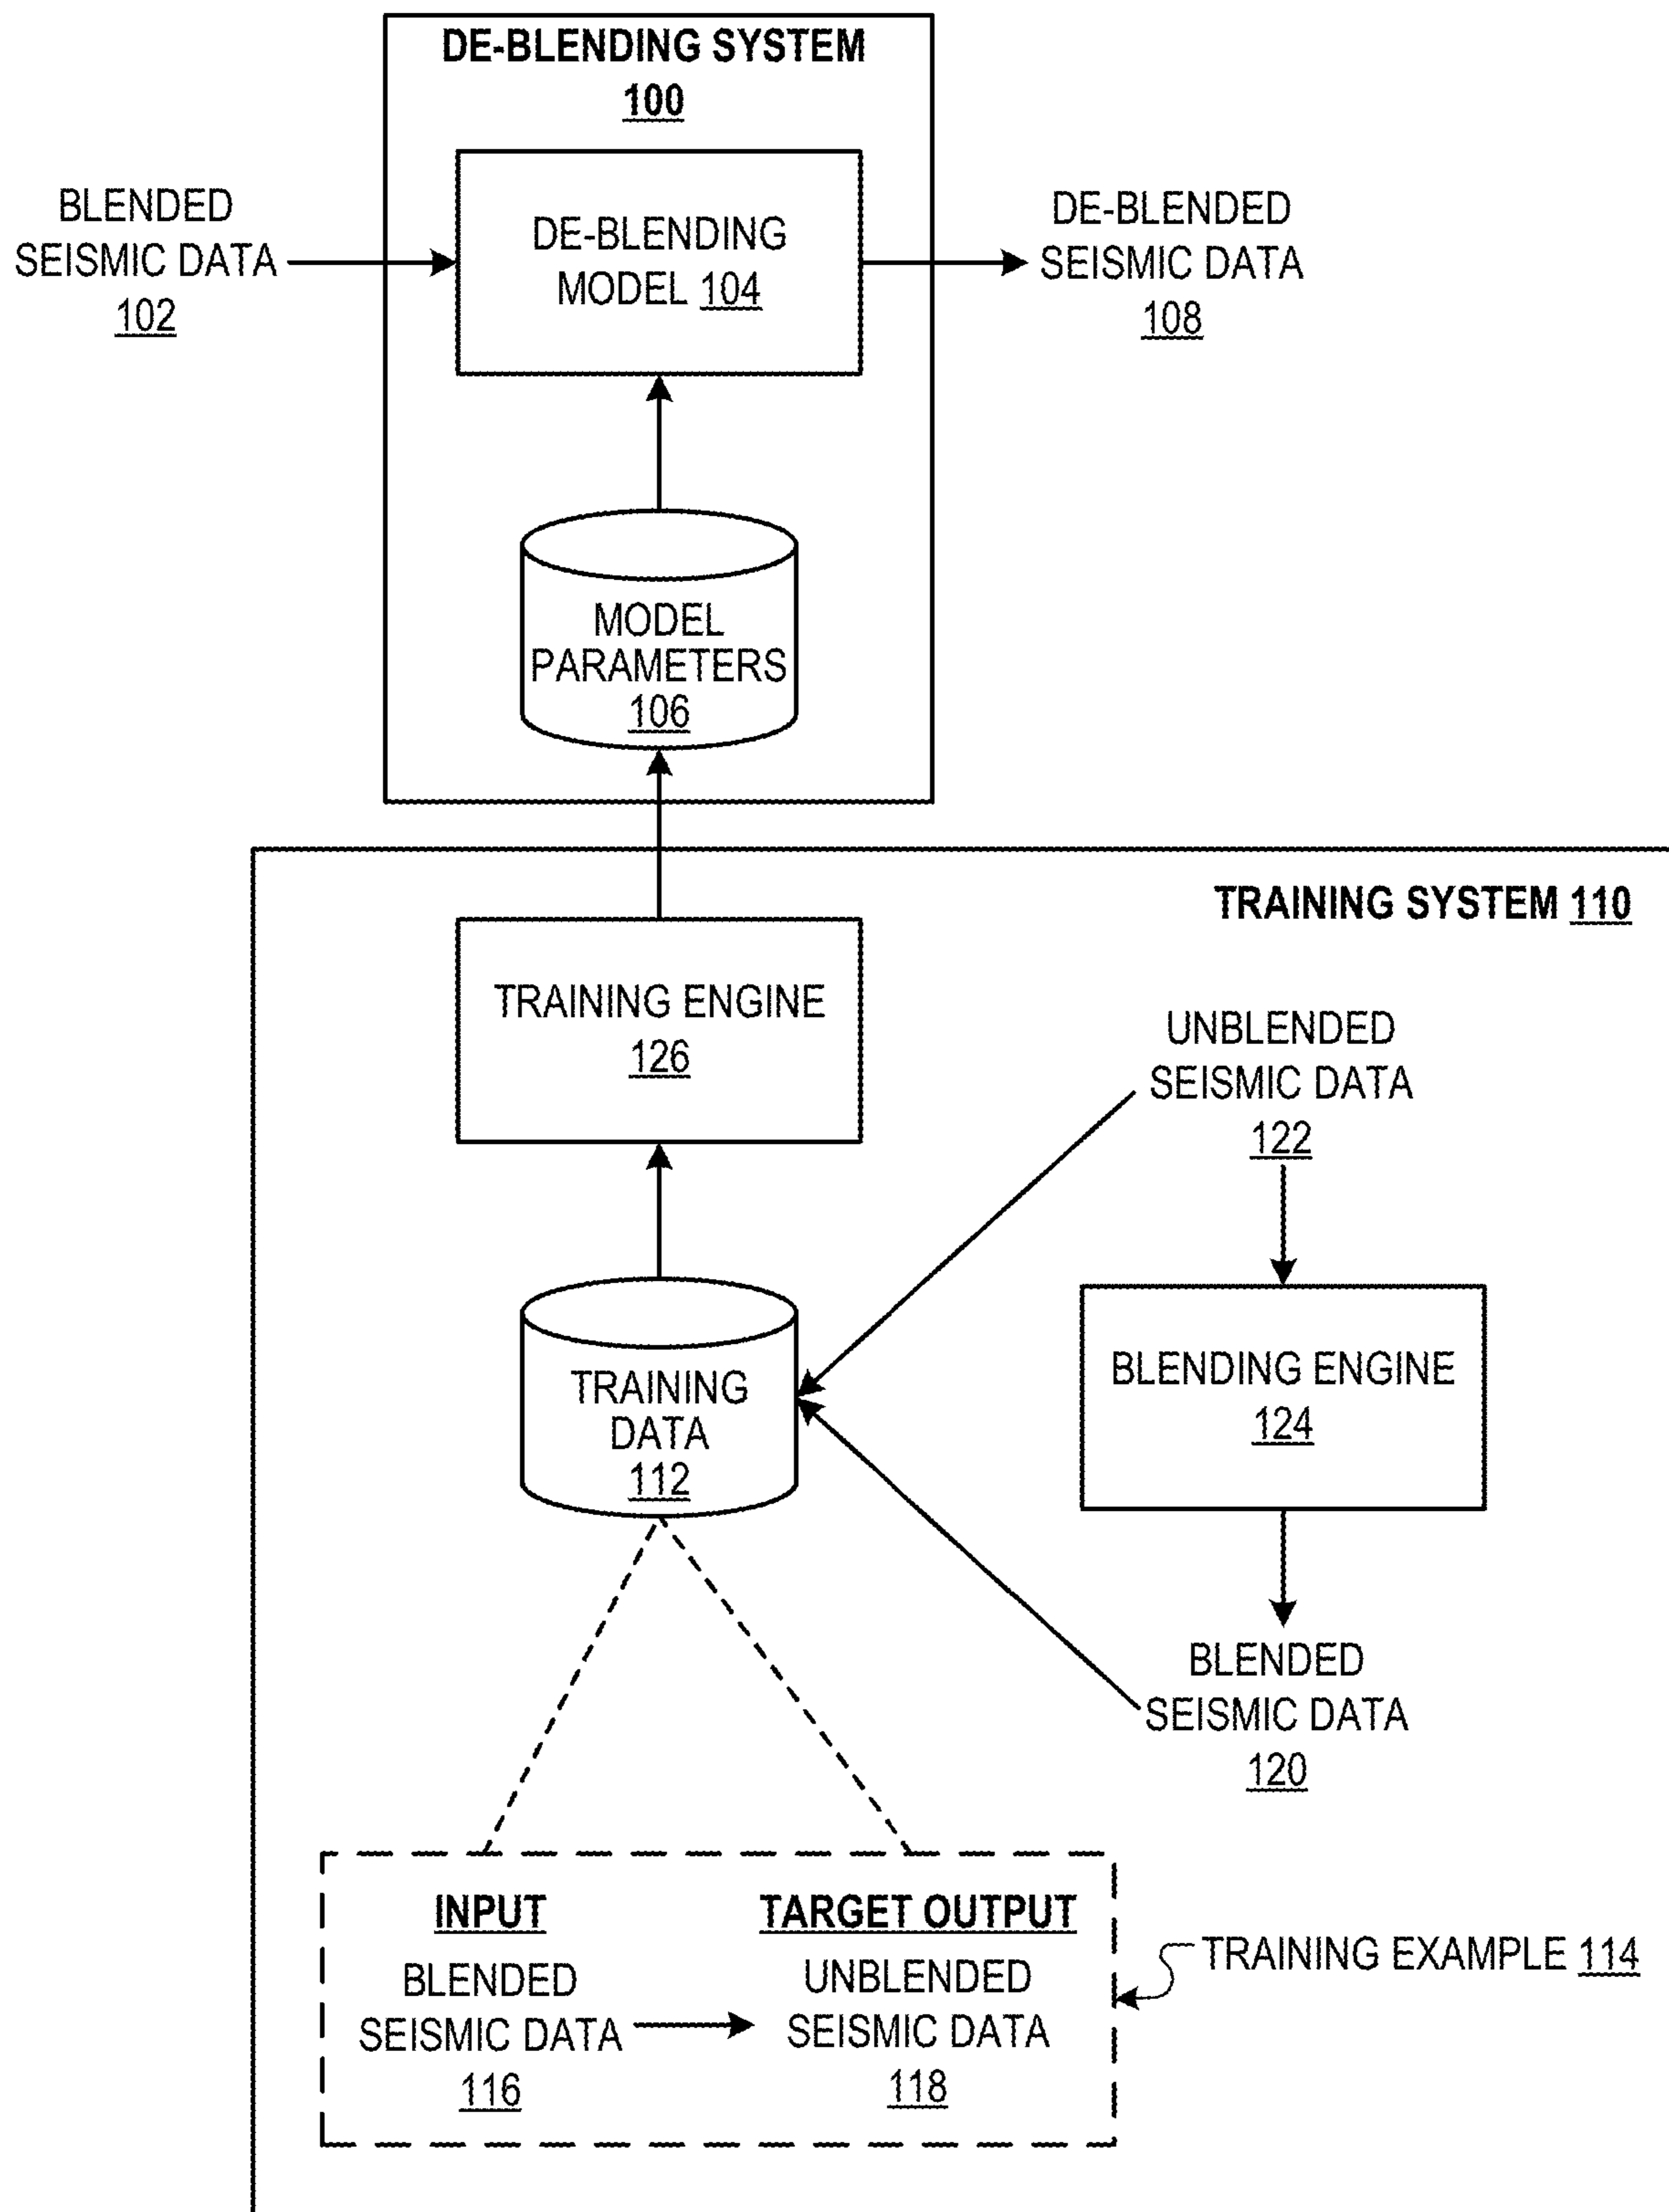 DE-BLENDING SYSTEM
100
BLENDED
SEISMIC DATA
102
DE-BLENDING
MODEL 104
DE-BLENDED
SEISMIC DATA
108
MODEL
PARAMETERS
106
TRAINING SYSTEM 110
TRAINING ENGINE
126
UNBLENDED
SEISMIC DATA
122
BLENDING ENGINE
124
TRAINING
DATA
112
BLENDED
SEISMIC DATA
120
INPUT
BLENDED
SEISMIC DATA
116
TARGET OUTPUT
UNBLENDED
SEISMIC DATA
118
TRAINING EXAMPLE 114